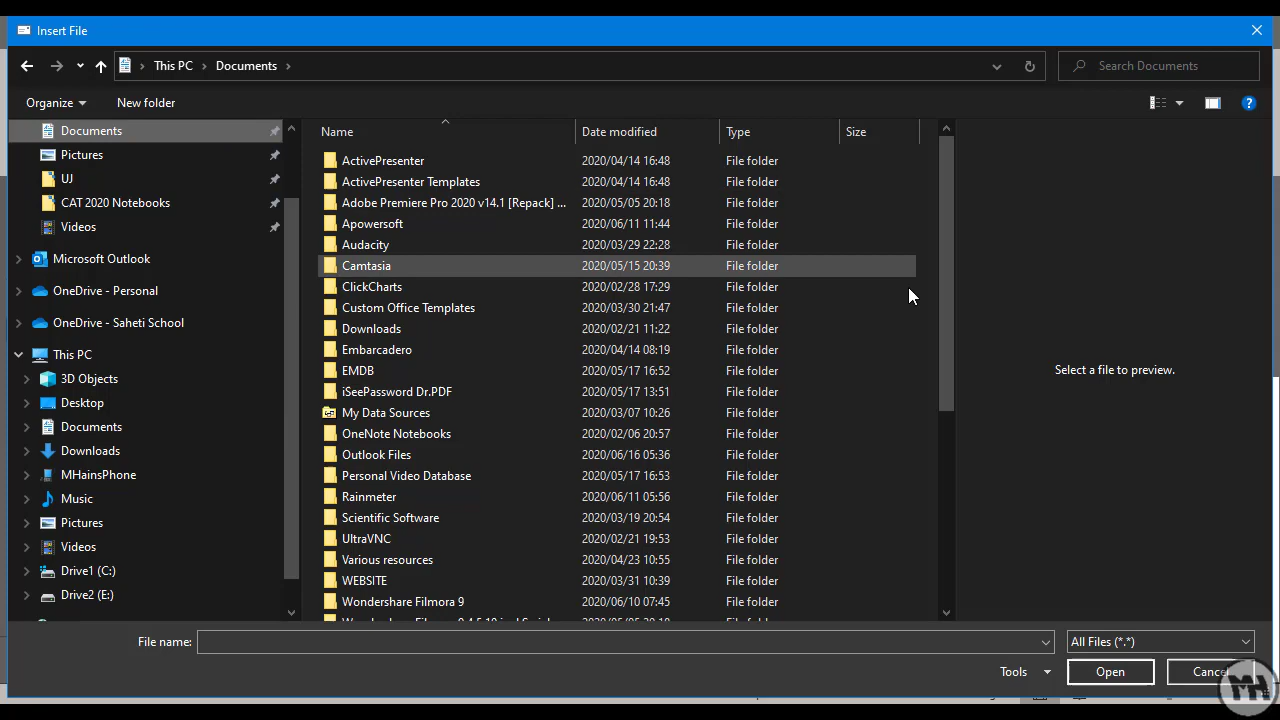 Insert File
This PC Documents
Search Documents
Organize New folder
Documents
Pictures
UJ
CAT 2020 Notebooks
Videos
Microsoft Outlook
OneDrive - Personal
OneDrive - Saheti School
This PC
3D Objects
Desktop
Documents
Downloads
MHainsPhone
Music
Pictures
Videos
Drive1 (C:)
Drive2 (E:)
Name Date modified Type Size
ActivePresenter 2020/04/14 16:48 File folder
ActivePresenter Templates 2020/04/14 16:48 File folder
Adobe Premiere Pro 2020 v14.1 [Repack] ... 2020/05/05 20:18 File folder
Apowersoft 2020/06/11 11:44 File folder
Audacity 2020/03/29 22:28 File folder
Camtasia 2020/05/15 20:39 File folder
ClickCharts 2020/02/28 17:29 File folder
Custom Office Templates 2020/03/30 21:47 File folder
Downloads 2020/02/21 11:22 File folder
Embarcadero 2020/04/14 08:19 File folder
EMDB 2020/05/17 16:52 File folder
iSeePassword Dr.PDF 2020/05/17 13:51 File folder
My Data Sources 2020/03/07 10:26 File folder
OneNote Notebooks 2020/02/06 20:57 File folder
Outlook Files 2020/06/16 05:36 File folder
Personal Video Database 2020/05/17 16:53 File folder
Rainmeter 2020/06/11 05:56 File folder
Scientific Software 2020/03/19 20:54 File folder
UltraVNC 2020/02/21 19:53 File folder
Various resources 2020/04/23 10:55 File folder
WEBSITE 2020/03/31 10:39 File folder
Wondershare Filmora 9 2020/06/10 07:45 File folder
Select a file to preview.
File name: All Files (*.*)
Tools Open Cancel